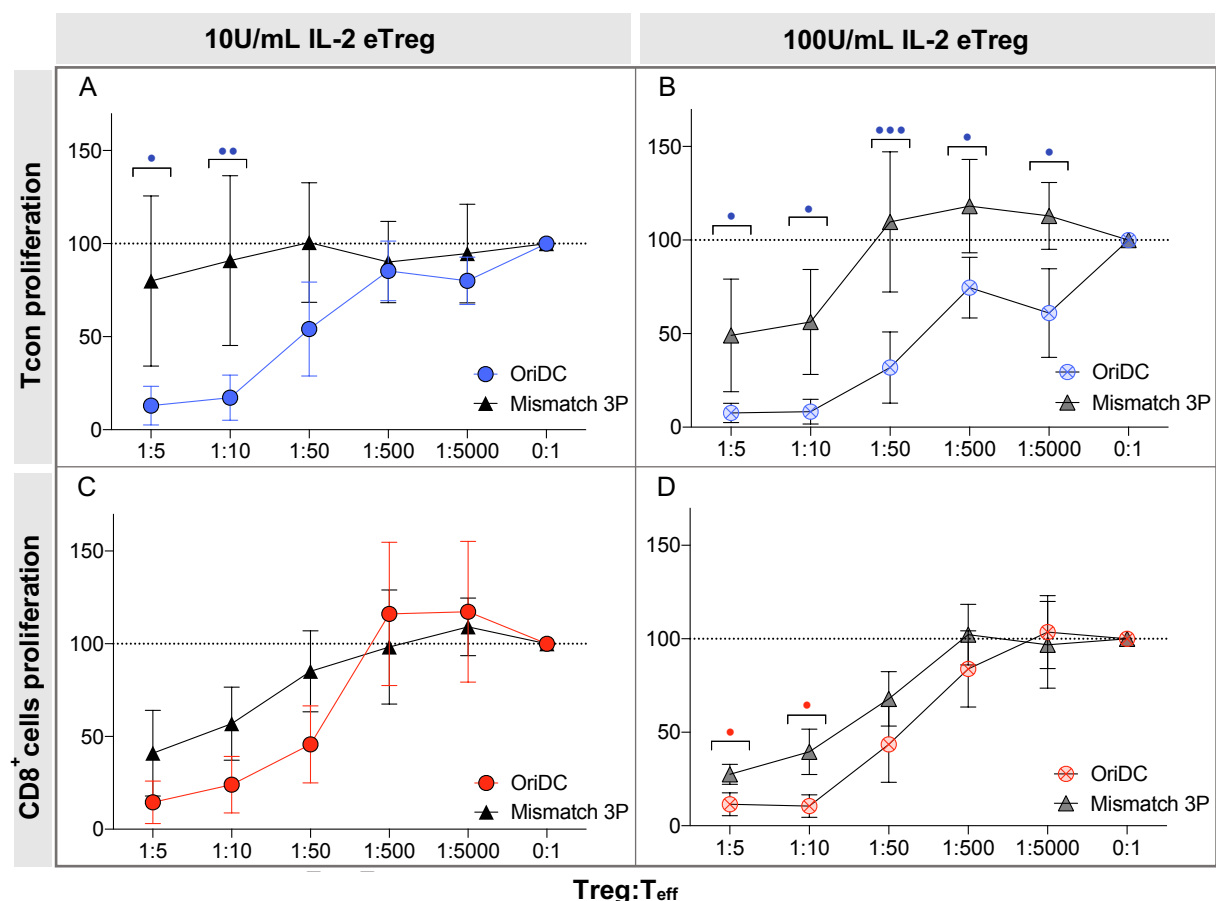 10U/mL IL-2 eTreg
100U/mL IL-2 eTreg
Tcon proliferation
A
150
100
50
0
1:5
1:10
1:50
1:500
1:5000
0:1
OriDC
Mismatch 3P
B
150
100
50
0
1:5
1:10
1:50
1:500
1:5000
0:1
OriDC
Mismatch 3P
CD8+ cells proliferation
C
150
100
50
0
1:5
1:10
1:50
1:500
1:5000
0:1
OriDC
Mismatch 3P
D
150
100
50
0
1:5
1:10
1:50
1:500
1:5000
0:1
OriDC
Mismatch 3P
Treg:Teff